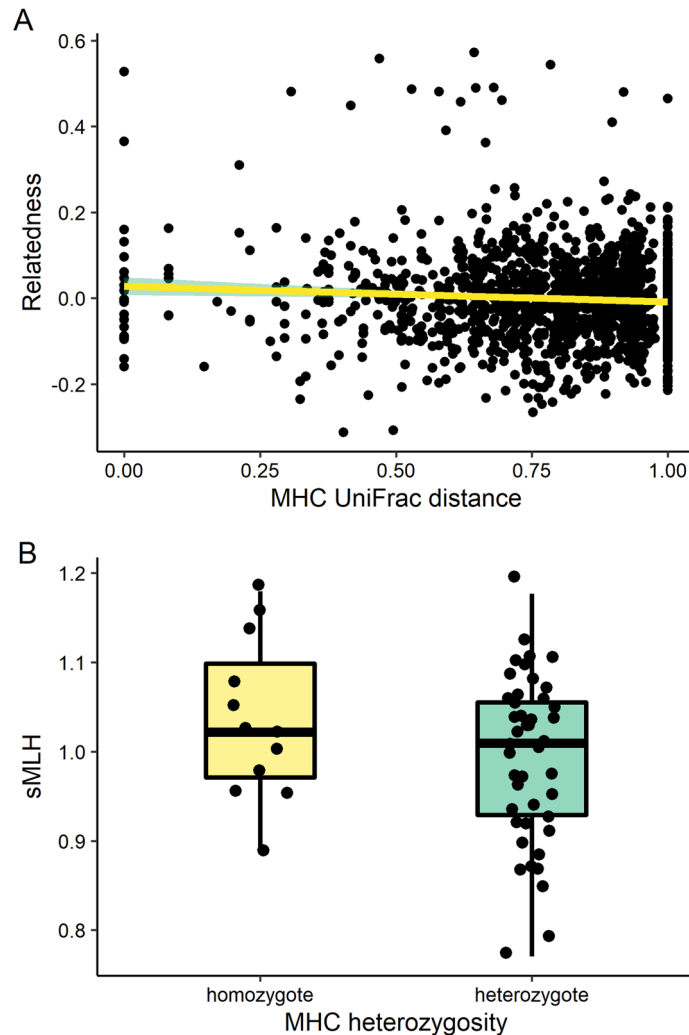 A
0.6
0.4
0.2
0.0
-0.2
Relatedness
0.00 0.25 0.50 0.75 1.00
MHC UniFrac distance
B
1.2
1.1
1.0
0.9
0.8
sMLH
homozygote heterozygote
MHC heterozygosity